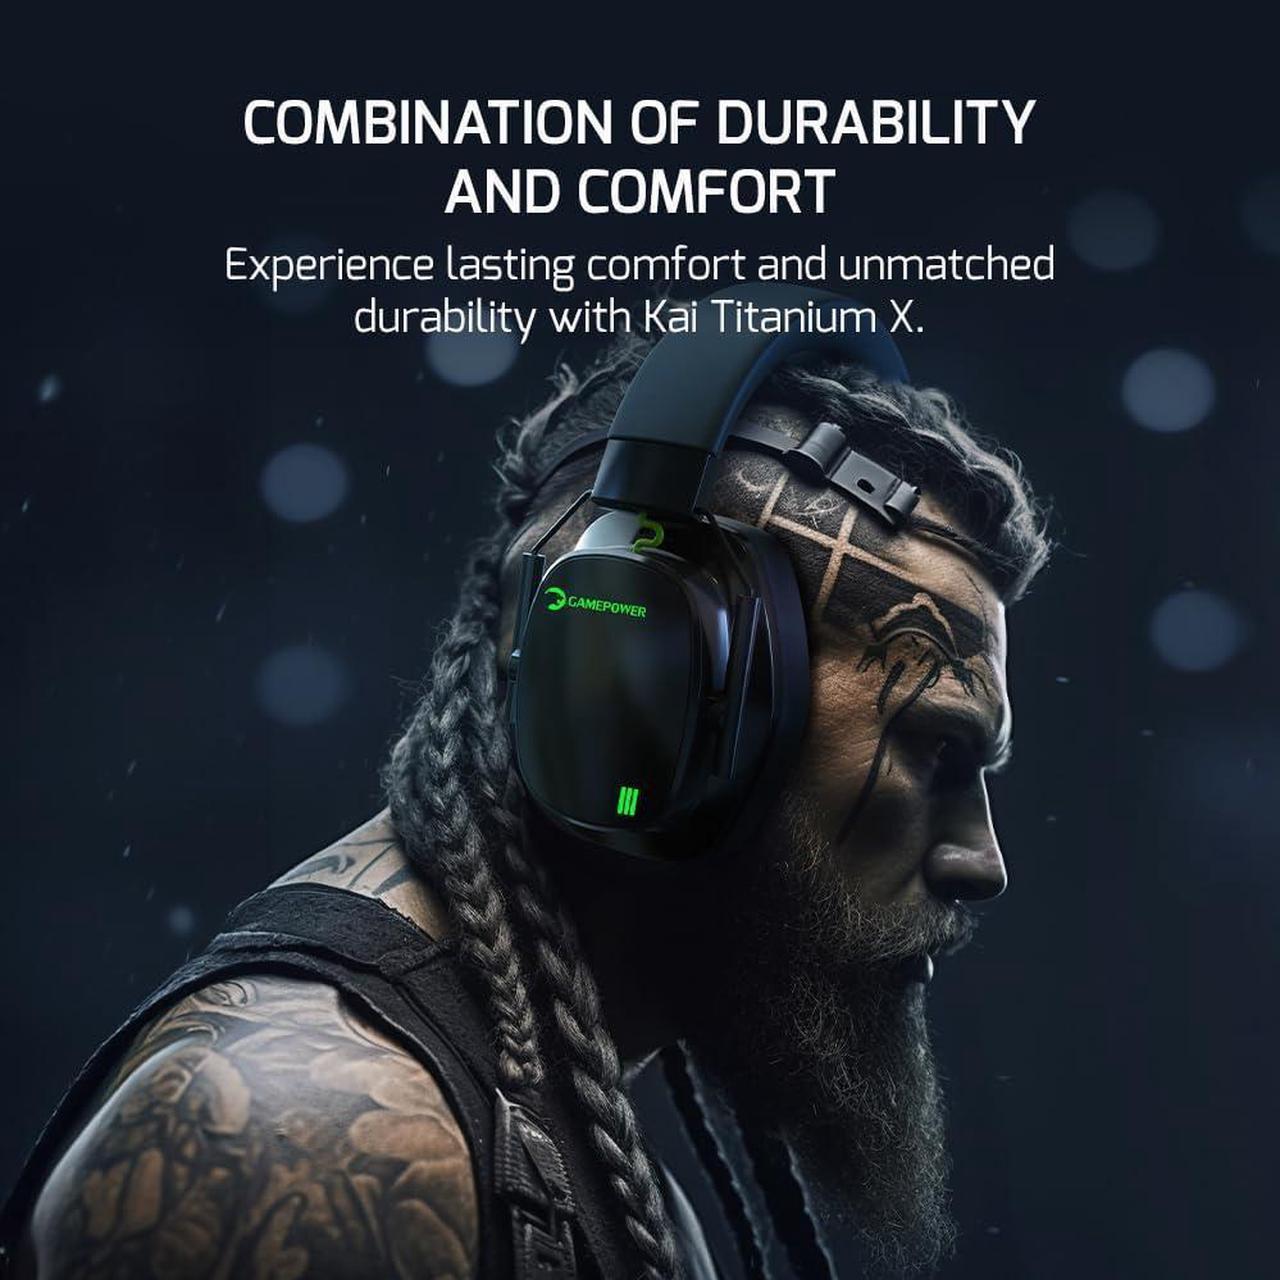 COMBINATION OF DURABILITY
AND COMFORT
Experience lasting comfort and unmatched
durability with Kai Titanium X.
GAMEPOWER